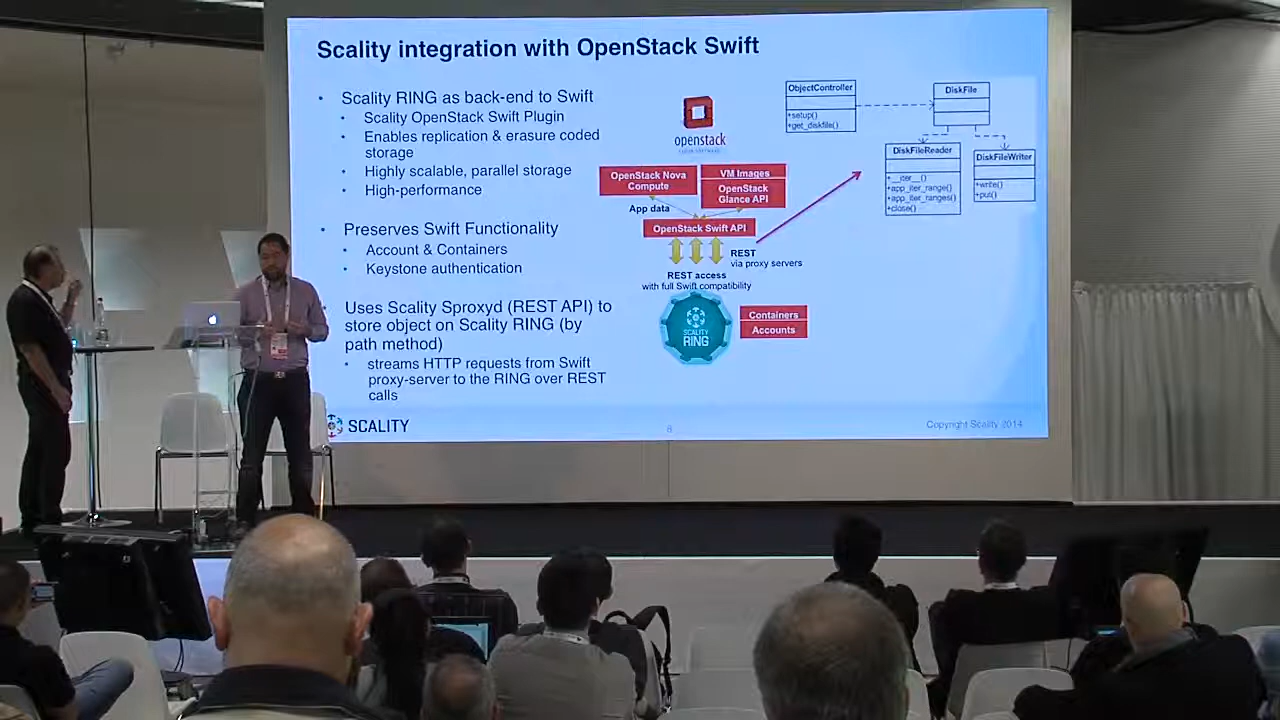 Scality integration with OpenStack Swift
• Scality RING as back-end to Swift
• Scality OpenStack Swift Plugin
• Enables replication & erasure coded
storage
• Highly scalable, parallel storage
• High-performance
• Preserves Swift Functionality
• Account & Containers
• Keystone authentication
Uses Scality Sproxyd (REST API) to
store object on Scality RING (by
path method)
• streams HTTP requests from Swift
proxy-server to the RING over REST
calls
openstack
OpenStack Nova
Compute
VM Images
OpenStack
Glance API
App data
OpenStack Swift API
REST
via proxy servers
REST access
with full Swift compatibility
SCALITY
RING
Containers
Accounts
ObjectController
+setup()
+get_diskfile()
DiskFile
DiskFileReader
+__iter__()
+app_iter_range()
+app_iter_ranges()
+close()
DiskFileWriter
+write()
+put()
SCALITY
8
Copyright Scality 2014